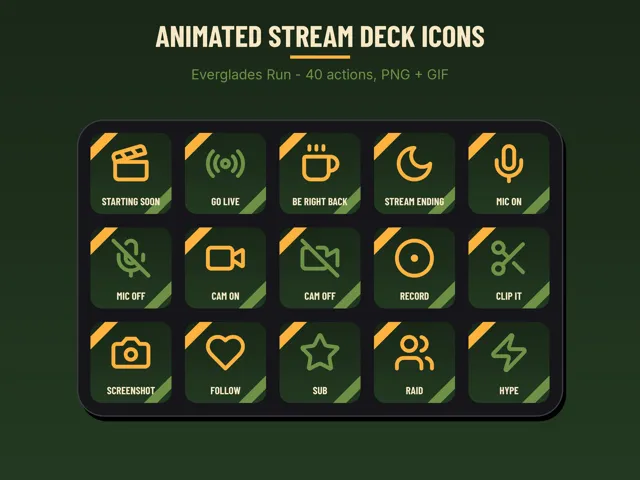 ANIMATED STREAM DECK ICONS
Everglades Run - 40 actions, PNG + GIF
STARTING SOON
GO LIVE
BE RIGHT BACK
STREAM ENDING
MIC ON
MIC OFF
CAM ON
CAM OFF
RECORD
CLIP IT
SCREENSHOT
FOLLOW
SUB
RAID
HYPE